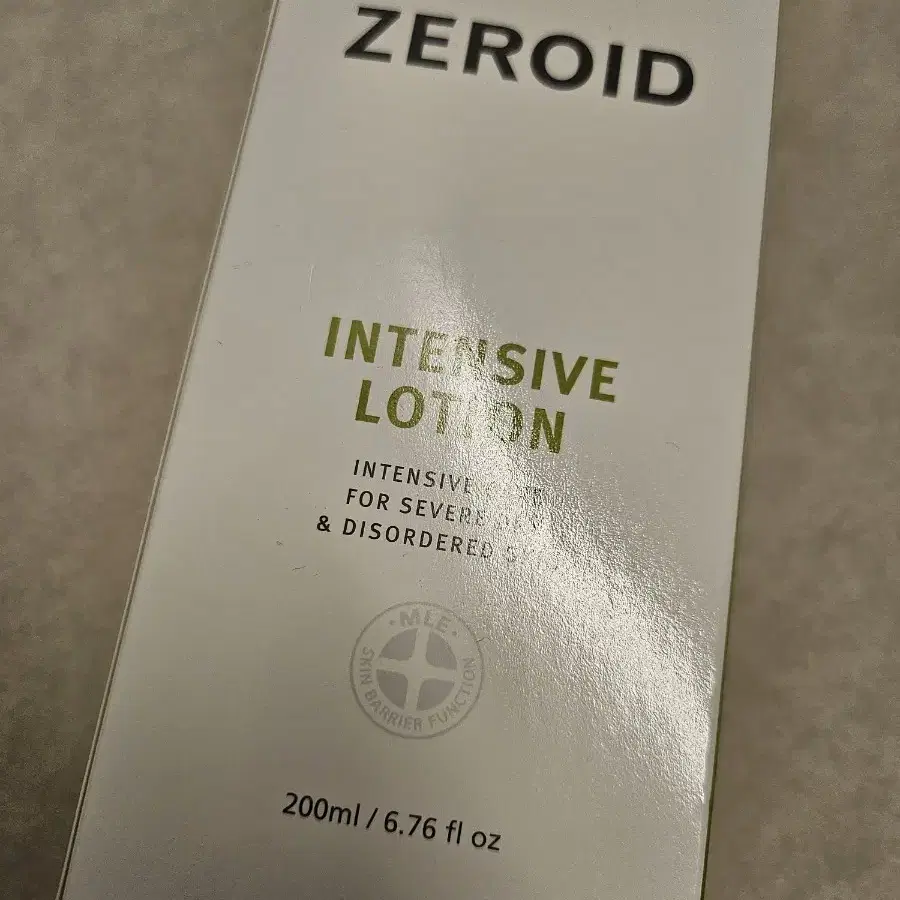 ZEROID
INTENSIVE
LOTION
INTENSIVE
FOR SEVERE
& DISORDERED
·MLE·
SKIN BARRIER FUNCTION
200ml / 6.76 fl oz